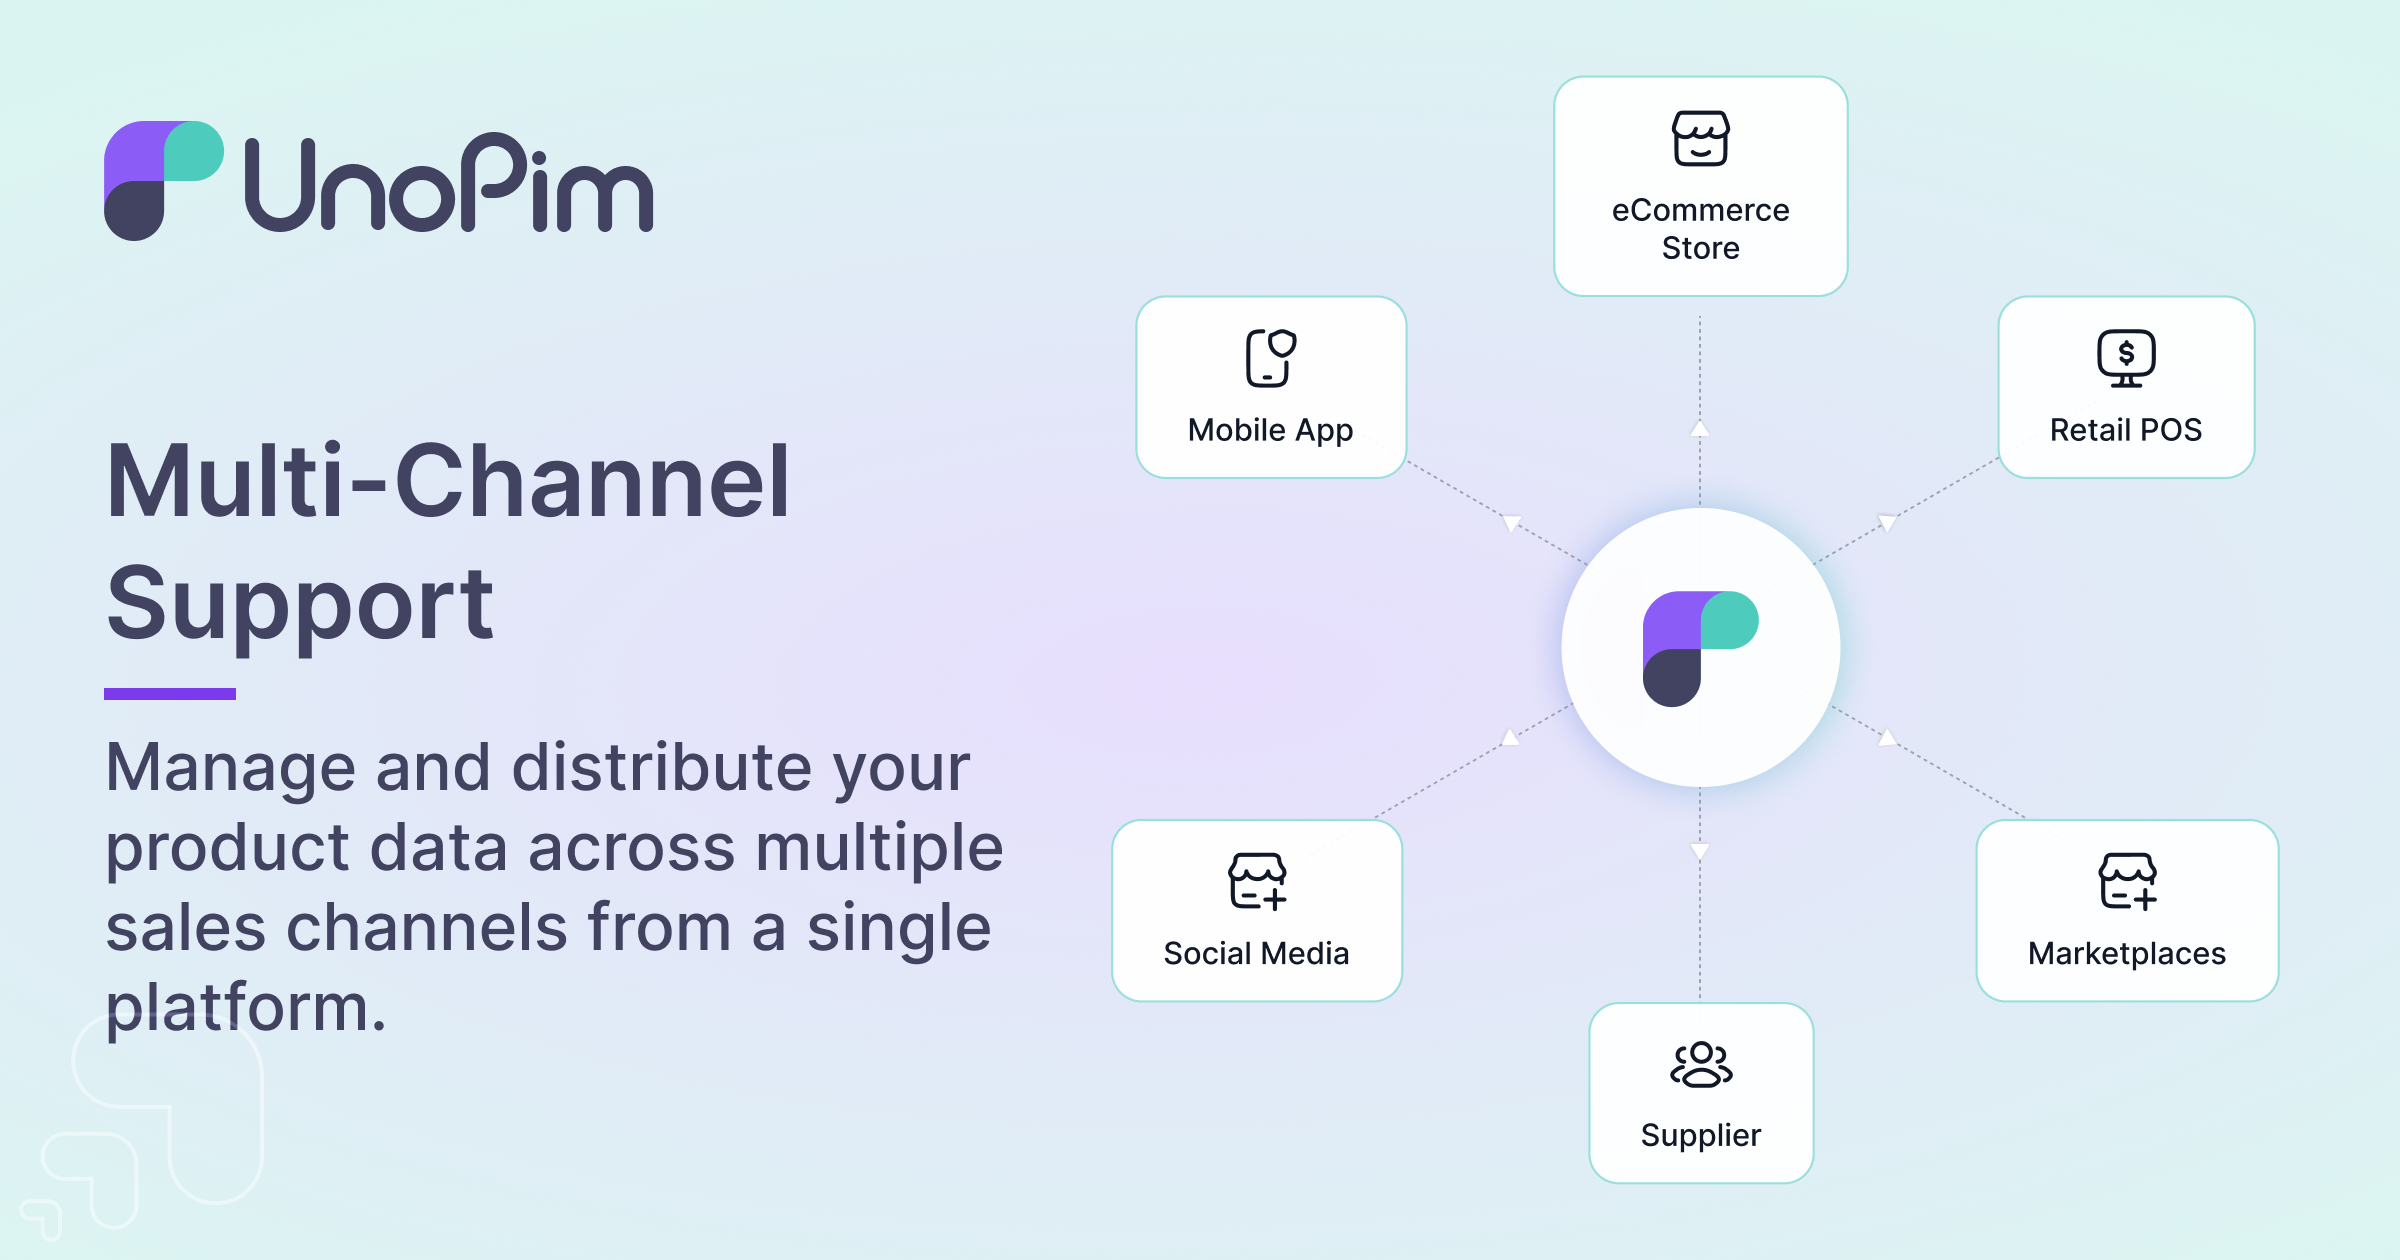 UnoPim
Multi-Channel
Support
Manage and distribute your
product data across multiple
sales channels from a single
platform.
eCommerce
Store
Mobile App
Retail POS
$
Social Media
Marketplaces
Supplier